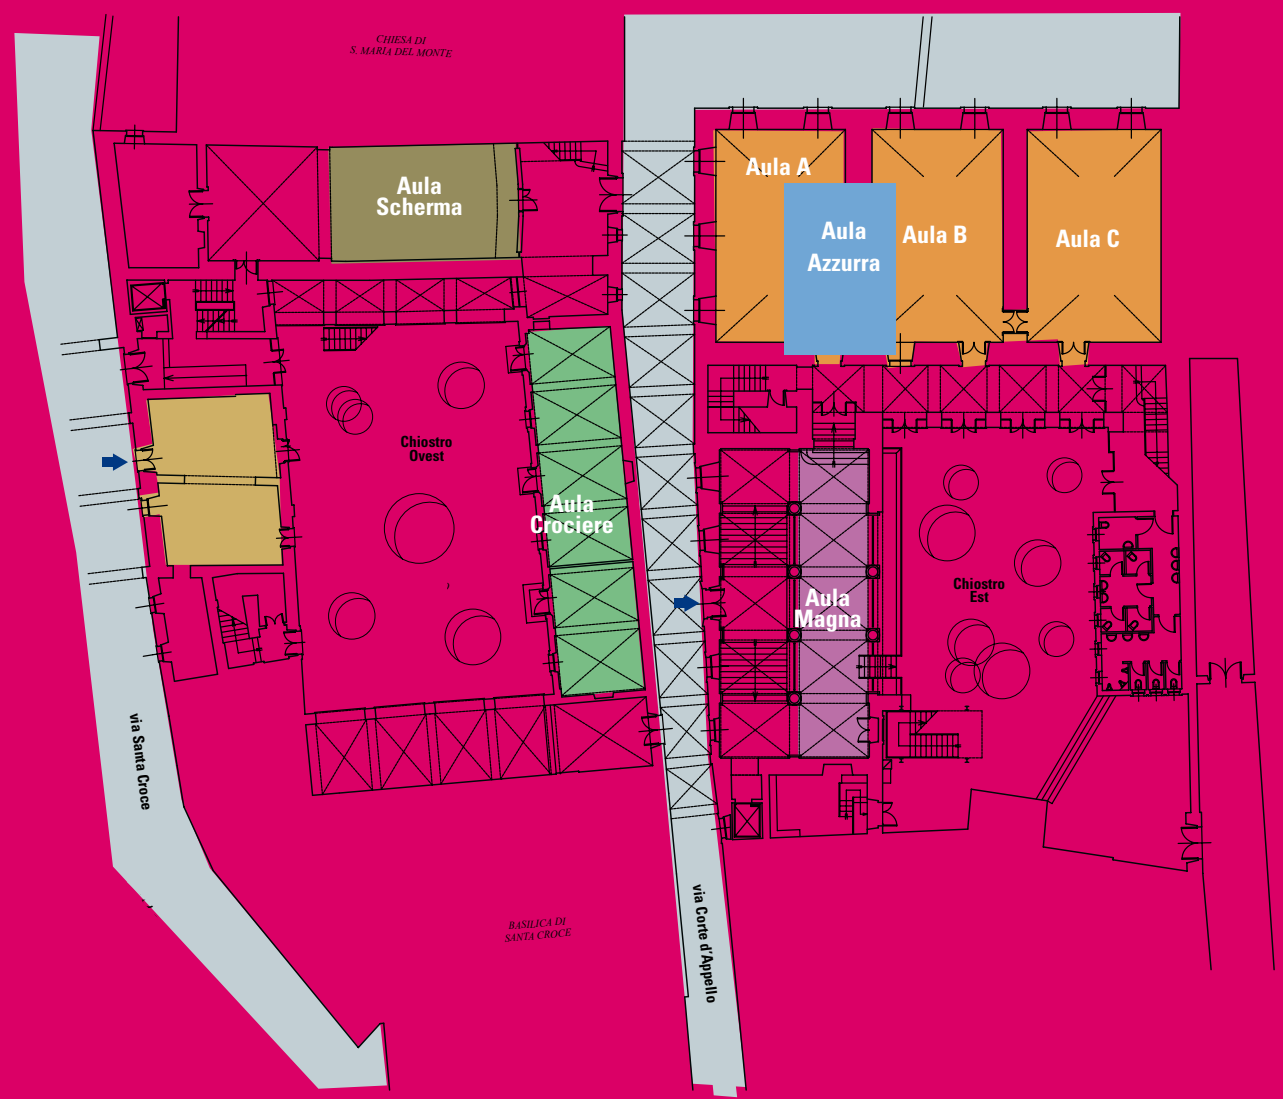 CHIESA DI
S. MARIA DEL MONTE
Aula
Scherma
Aula A
Aula
Azzurra
Aula B
Aula C
Chiostro
Ovest
Aula
Crociere
Chiostro
Est
Aula
Magna
via Santa Croce
via Corte d'Appello
BASILICA DI
SANTA CROCE